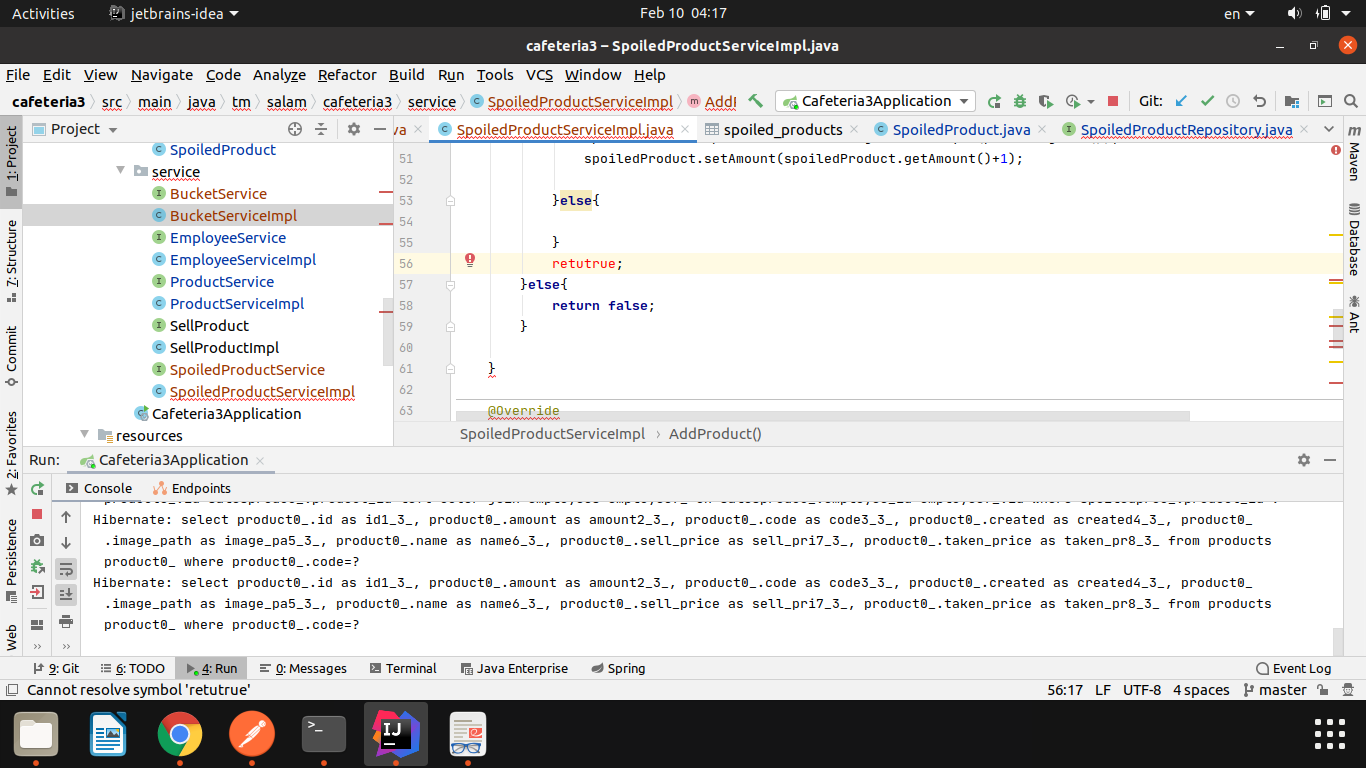 Activities
jetbrains-idea
Feb 10 04:17
en
cafeteria3 – SpoiledProductServiceImpl.java
File Edit View Navigate Code Analyze Refactor Build Run Tools VCS Window Help
cafeteria3 src main java tm salam cafeteria3 service SpoiledProductServiceImpl AddI Cafeteria3Application Git:
Project
va SpoiledProductServiceImpl.java spoiled_products SpoiledProduct.java SpoiledProductRepository.java
1: Project
7: Structure
Commit
2: Favorites
Persistence
Web
SpoiledProduct
service
BucketService
BucketServiceImpl
EmployeeService
EmployeeServiceImpl
ProductService
ProductServiceImpl
SellProduct
SellProductImpl
SpoiledProductService
SpoiledProductServiceImpl
Cafeteria3Application
resources
51 spoiledProduct.setAmount(spoiledProduct.getAmount()+1);
52
53 }else{
54
55 }
56 retutrue;
57 }else{
58 return false;
59 }
60
61 }
62
63 @Override
SpoiledProductServiceImpl › AddProduct()
Maven
Database
Ant
Run: Cafeteria3Application
Console Endpoints
Hibernate: select product0_.id as id1_3_, product0_.amount as amount2_3_, product0_.code as code3_3_, product0_.created as created4_3_, product0_
.image_path as image_pa5_3_, product0_.name as name6_3_, product0_.sell_price as sell_pri7_3_, product0_.taken_price as taken_pr8_3_ from products
product0_ where product0_.code=?
Hibernate: select product0_.id as id1_3_, product0_.amount as amount2_3_, product0_.code as code3_3_, product0_.created as created4_3_, product0_
.image_path as image_pa5_3_, product0_.name as name6_3_, product0_.sell_price as sell_pri7_3_, product0_.taken_price as taken_pr8_3_ from products
product0_ where product0_.code=?
9: Git 6: TODO 4: Run 0: Messages Terminal Java Enterprise Spring Event Log
Cannot resolve symbol 'retutrue' 56:17 LF UTF-8 4 spaces master